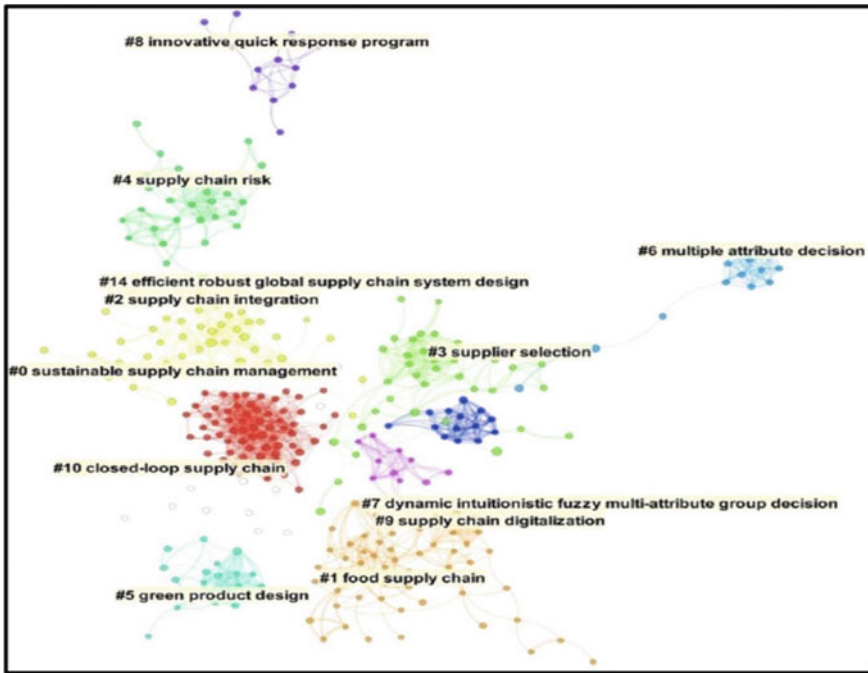 #8 innovative quick response program
#4 supply chain risk
#6 multiple attribute decision
#14 efficient robust global supply chain system design
#2 supply chain integration
#3 supplier selection
#0 sustainable supply chain management
#10 closed-loop supply chain
#7 dynamic intuitionistic fuzzy multi-attribute group decision
#9 supply chain digitalization
#1 food supply chain
#5 green product design